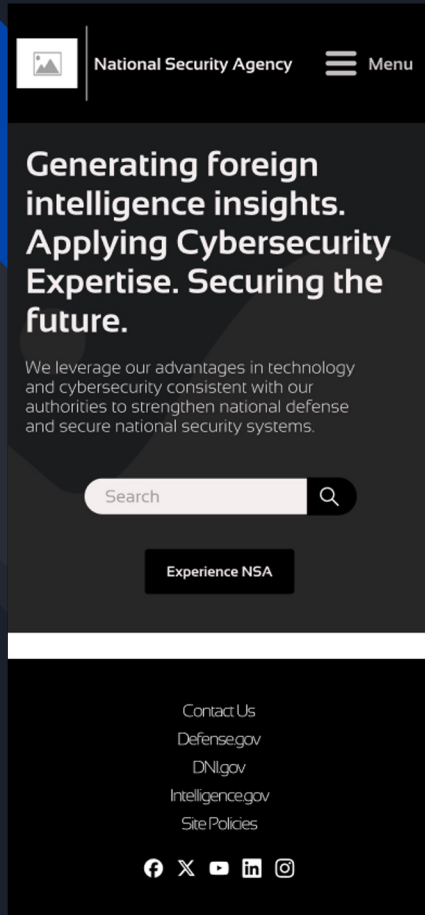 National Security Agency
Menu
Generating foreign
intelligence insights.
Applying Cybersecurity
Expertise. Securing the
future.
We leverage our advantages in technology
and cybersecurity consistent with our
authorities to strengthen national defense
and secure national security systems.
Search
Experience NSA
Contact Us
Defense.gov
DNI.gov
Intelligence.gov
Site Policies